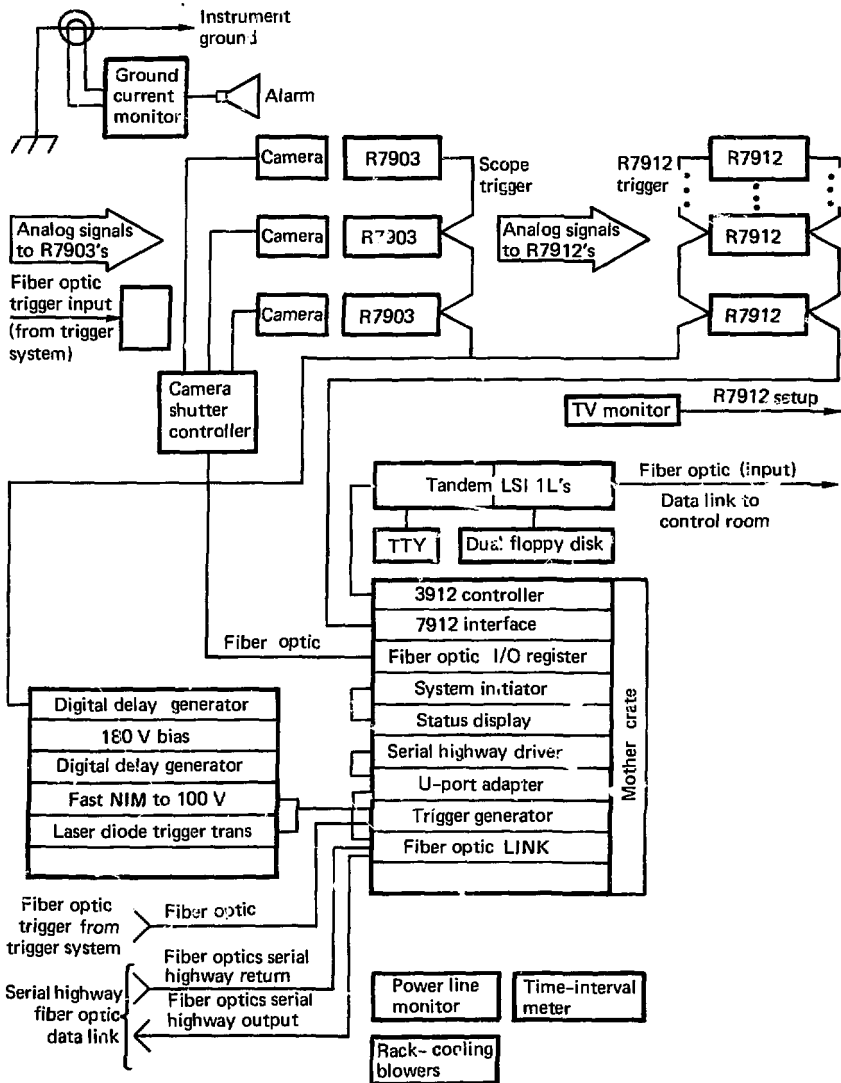 Instrument
ground
Ground
current
monitor
Alarm
Camera
R7903
Scope
trigger
R7912
trigger
R7912
Analog signals
to R7903's
Camera
R7903
Analog signals
to R7912's
R7912
Fiber optic
trigger input
(from trigger
system)
Camera
R7903
R7912
Camera
shutter
controller
TV monitor
R7912 setup
Tandem LSI 1L's
Fiber optic (input)
Data link to
control room
TTY
Dual floppy disk
3912 controller
7912 interface
Fiber optic
Fiber optic I/O register
System initiator
Status display
Serial highway driver
U-port adapter
Trigger generator
Fiber optic LINK
Mother crate
Digital delay generator
180 V bias
Digital delay generator
Fast NIM to 100 V
Laser diode trigger trans
Fiber optic
trigger from
trigger system
Fiber optic
Serial highway
fiber optic
data link
Fiber optics serial
highway return
Fiber optics serial
highway output
Power line
monitor
Time-interval
meter
Rack-cooling
blowers